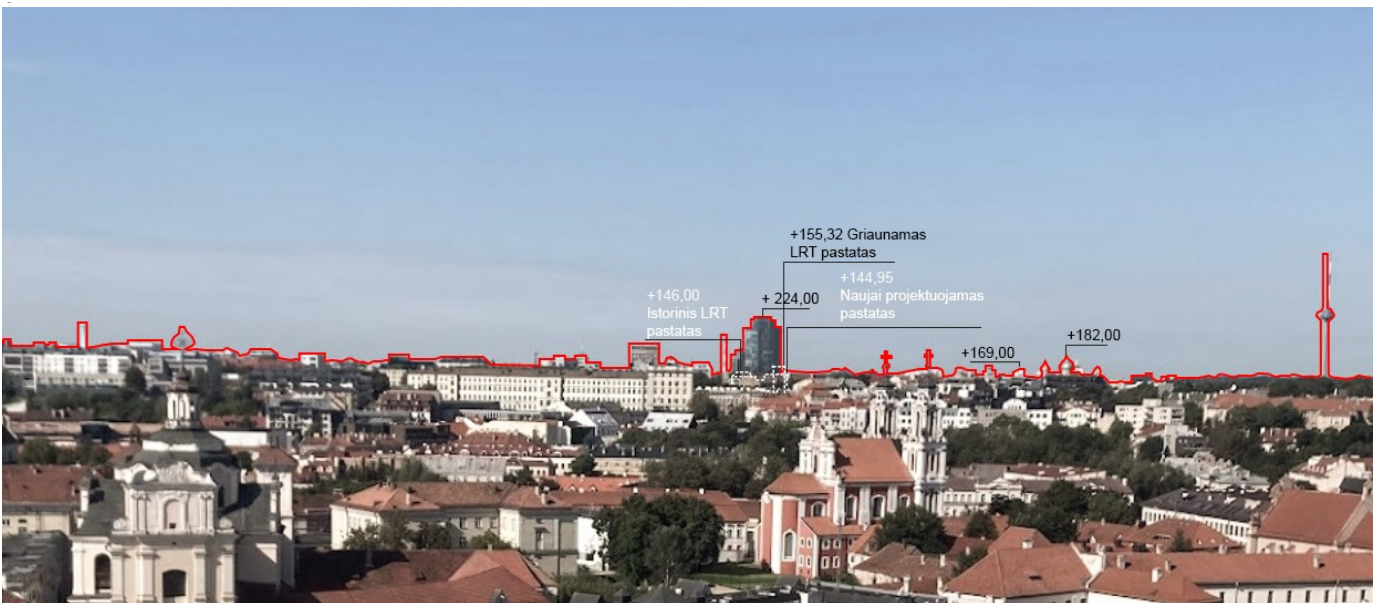 +155,32 Griaunamas
LRT pastatas
+144,95
Naujai projektuojamas
pastatas
+146,00
Istorinis LRT
pastatas
+ 224,00
+182,00
+169,00